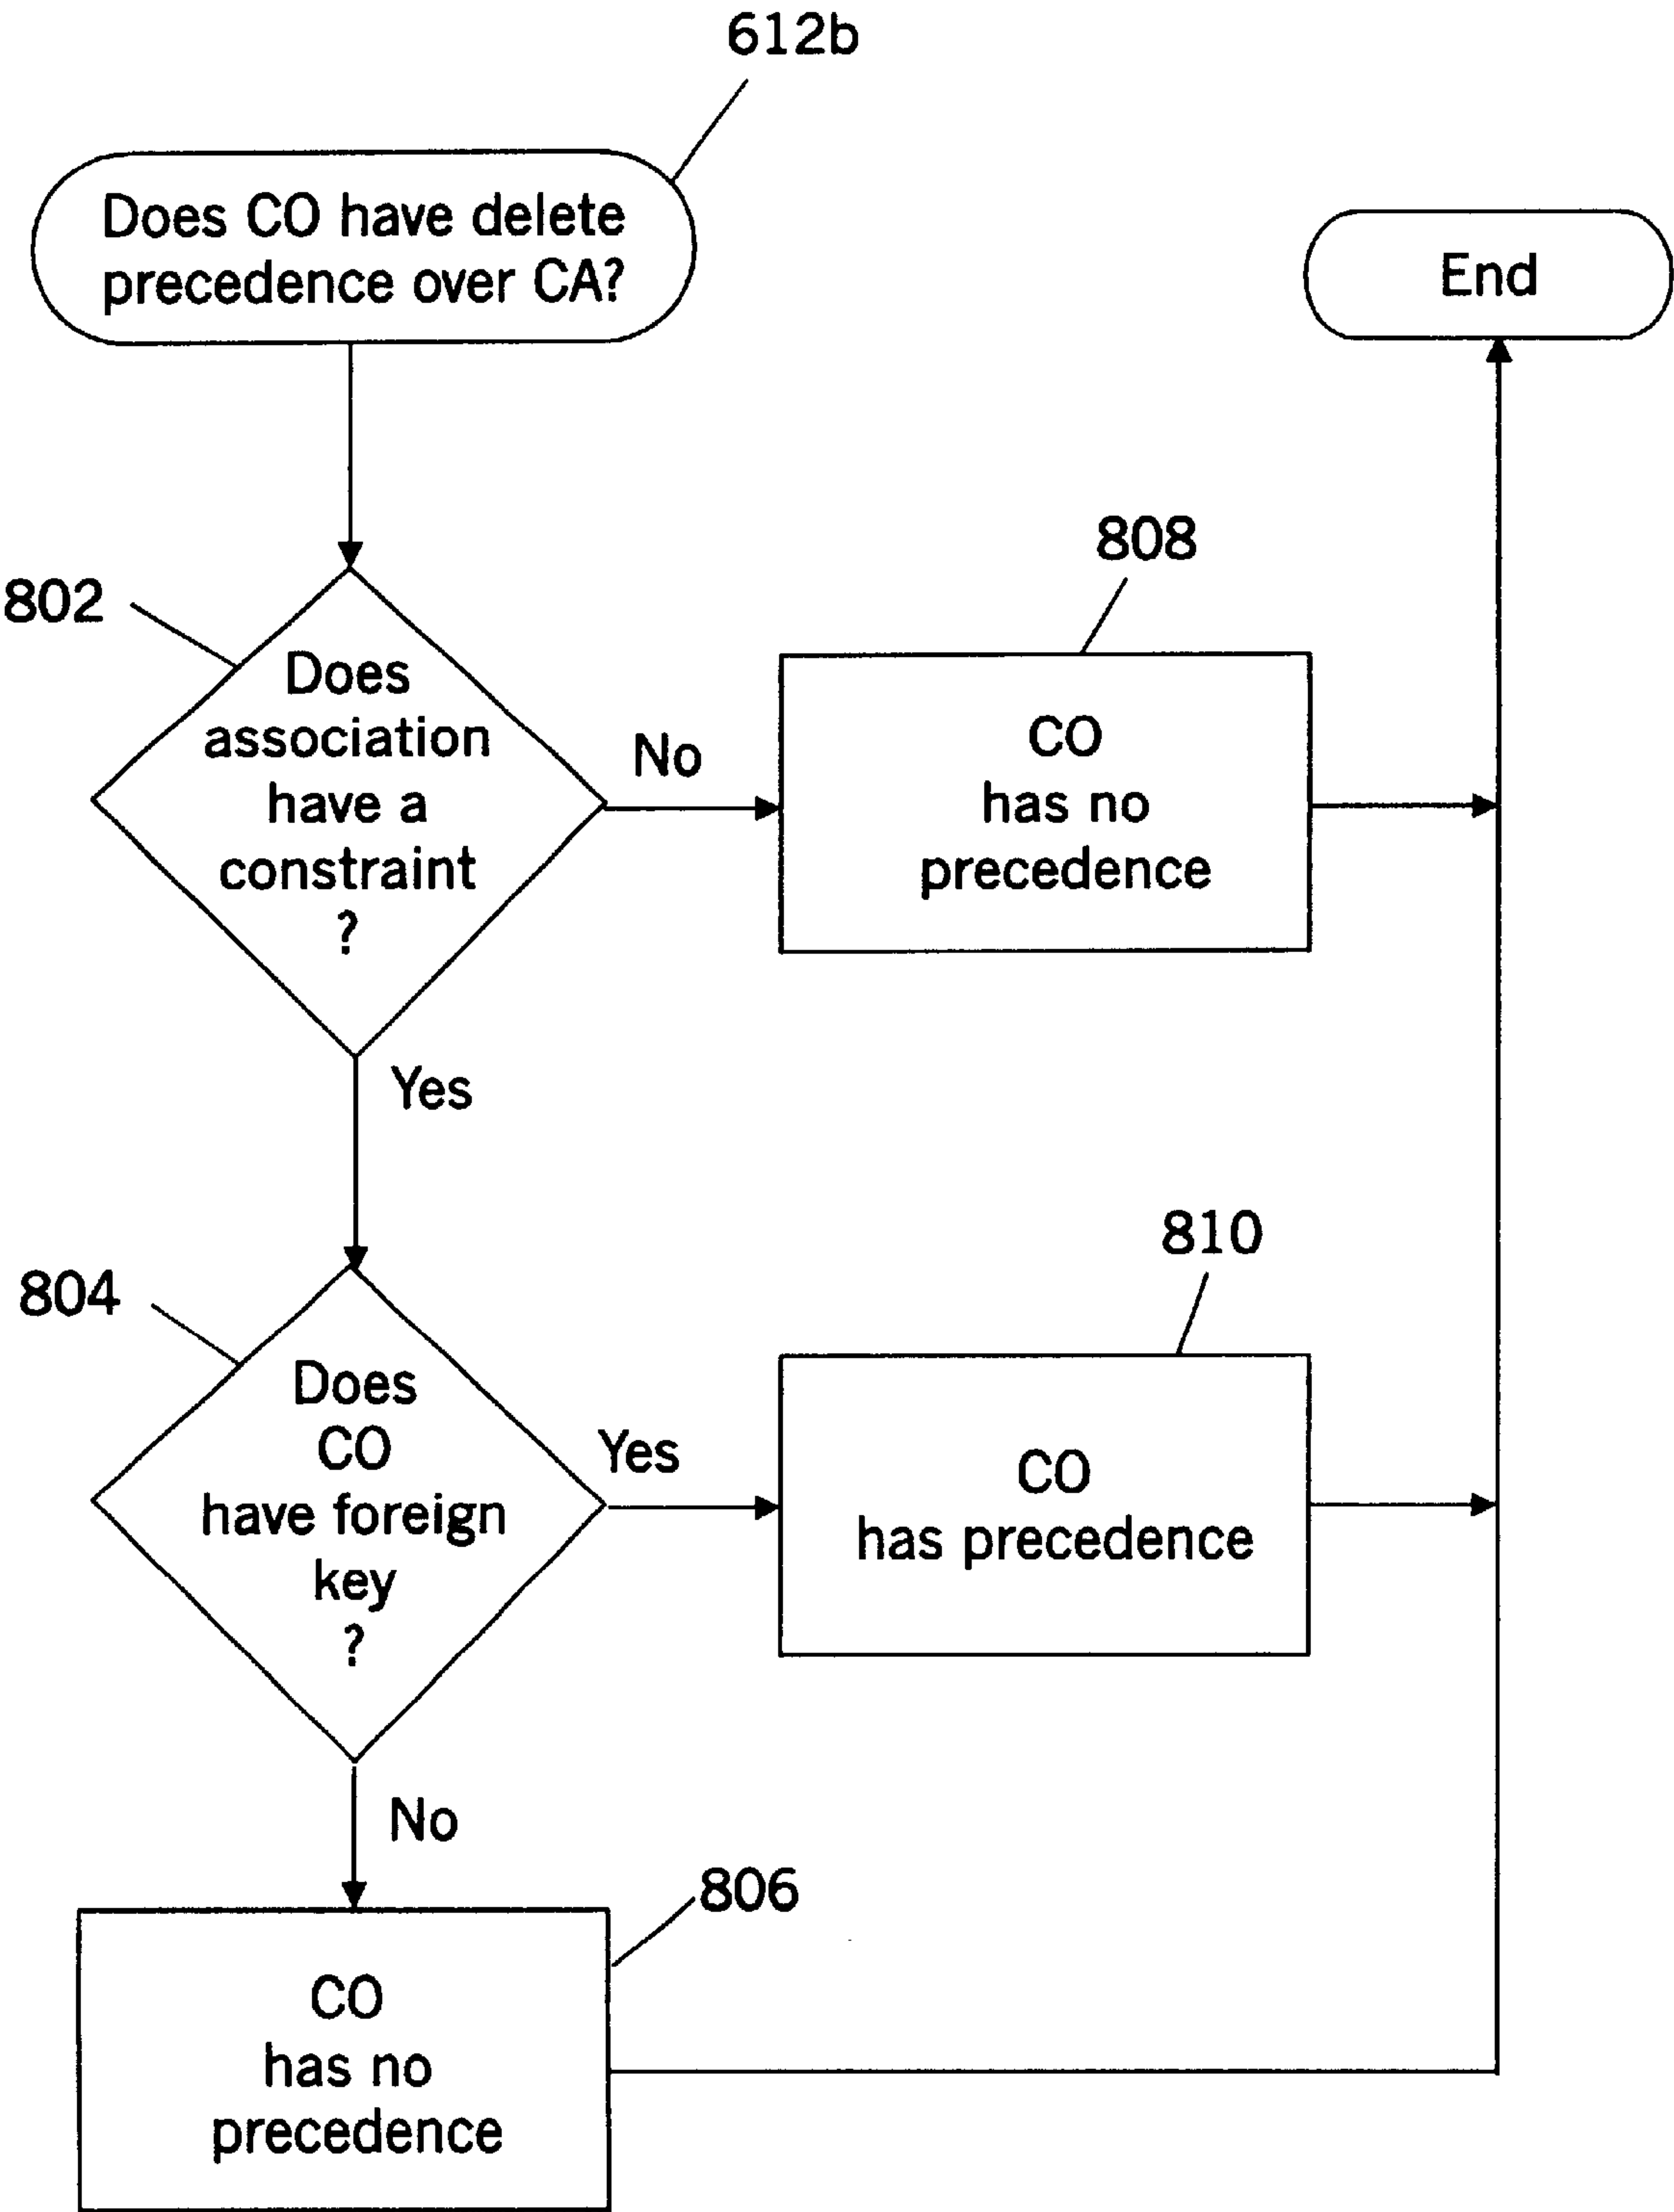 612b
Does CO have delete
precedence over CA?
End
802
Does
association
have a
constraint
?
No
808
CO
has no
precedence
Yes
804
Does
CO
have foreign
key
?
Yes
810
CO
has precedence
No
806
CO
has no
precedence